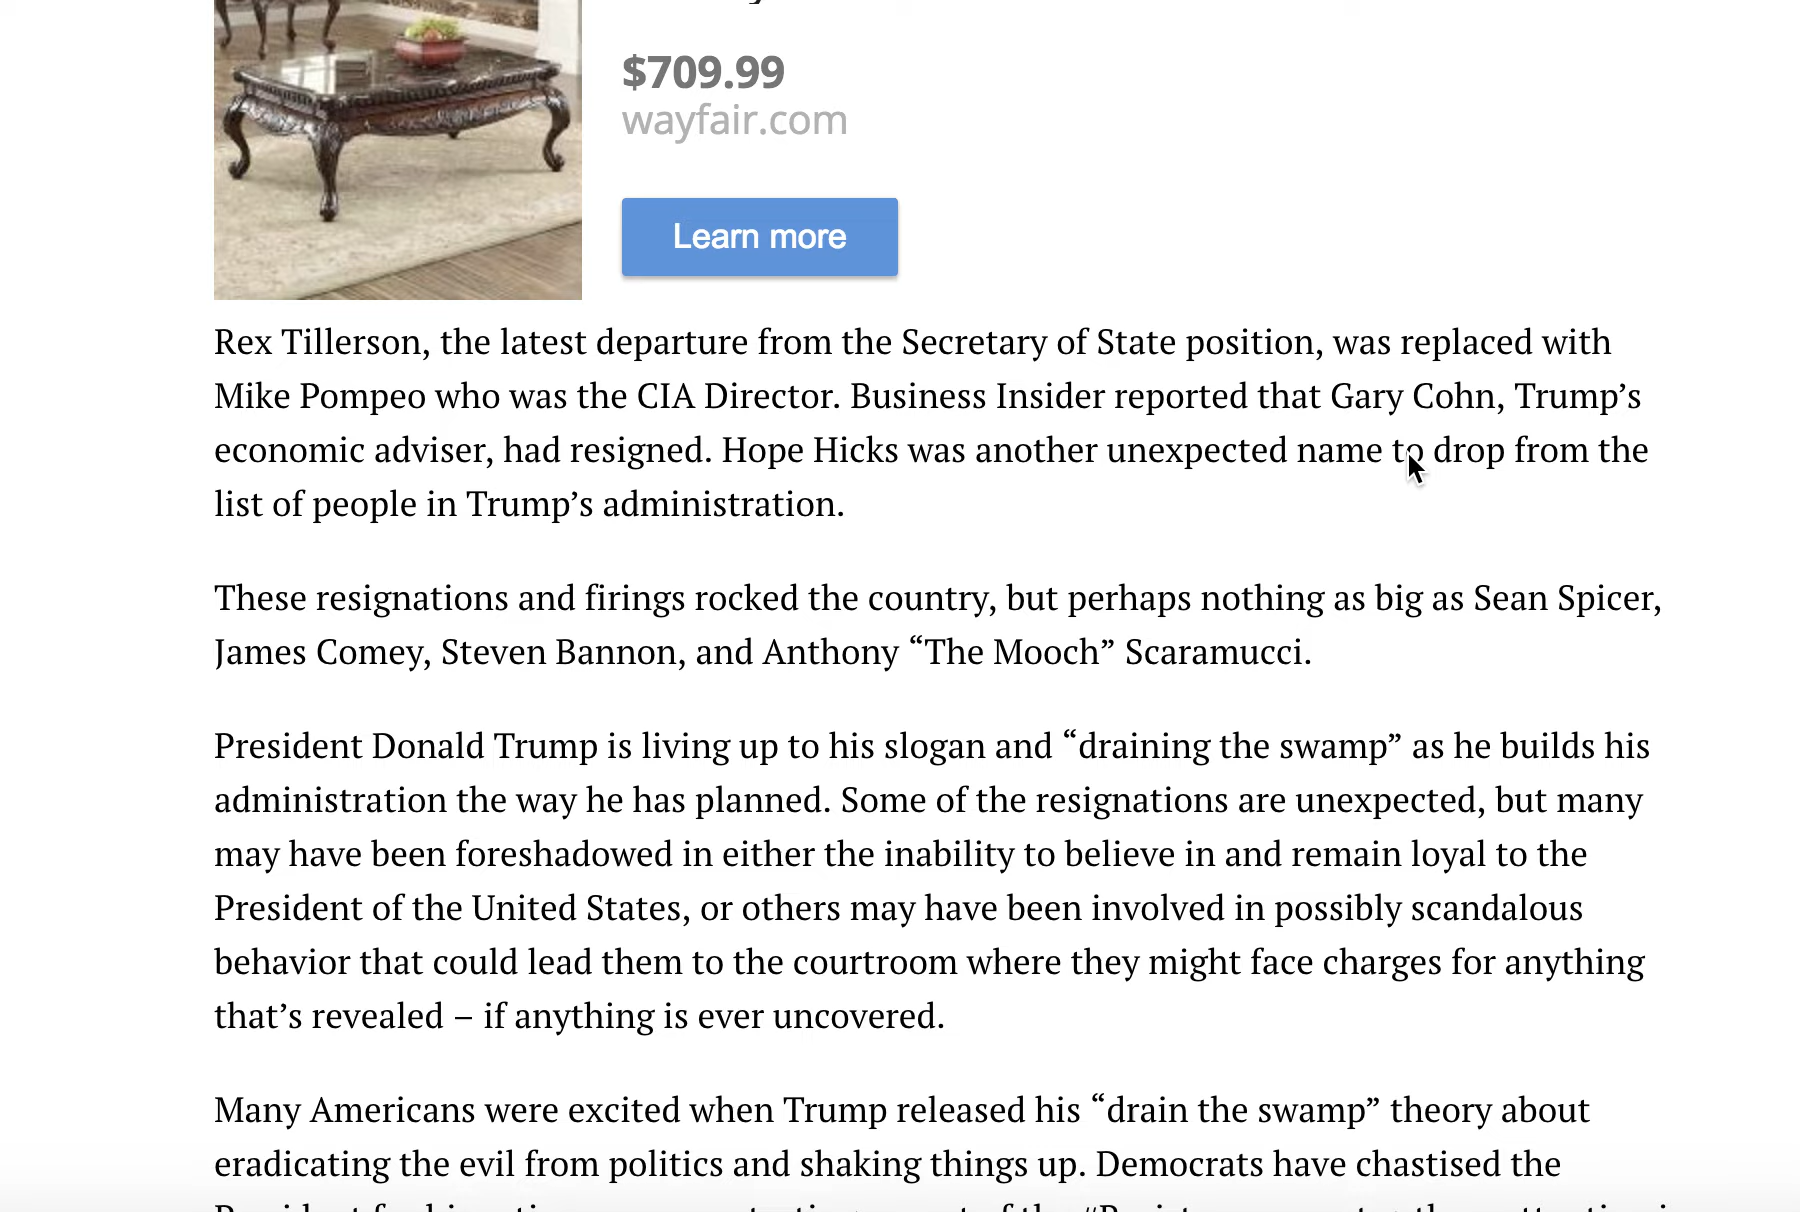 $709.99
wayfair.com
Learn more
Rex Tillerson, the latest departure from the Secretary of State position, was replaced with
Mike Pompeo who was the CIA Director. Business Insider reported that Gary Cohn, Trump’s
economic adviser, had resigned. Hope Hicks was another unexpected name to drop from the
list of people in Trump’s administration.
These resignations and firings rocked the country, but perhaps nothing as big as Sean Spicer,
James Comey, Steven Bannon, and Anthony “The Mooch” Scaramucci.
President Donald Trump is living up to his slogan and “draining the swamp” as he builds his
administration the way he has planned. Some of the resignations are unexpected, but many
may have been foreshadowed in either the inability to believe in and remain loyal to the
President of the United States, or others may have been involved in possibly scandalous
behavior that could lead them to the courtroom where they might face charges for anything
that’s revealed – if anything is ever uncovered.
Many Americans were excited when Trump released his “drain the swamp” theory about
eradicating the evil from politics and shaking things up. Democrats have chastised the